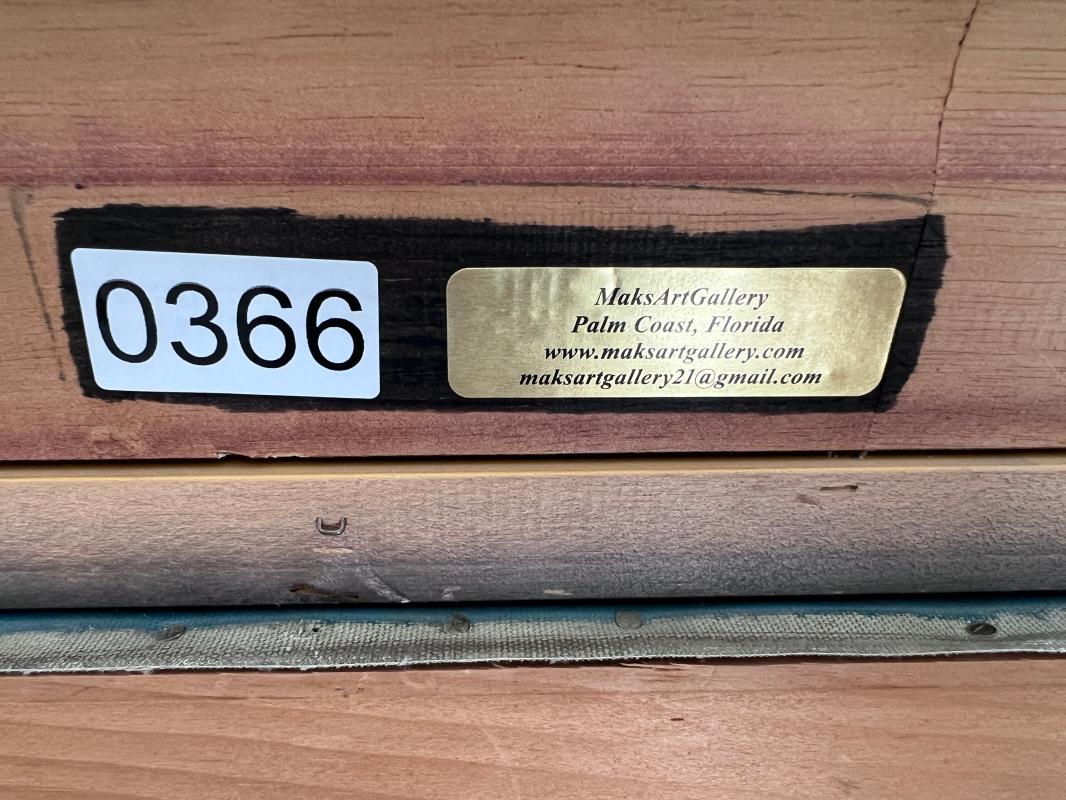 0366
MaksArtGallery
Palm Coast, Florida
www.maksartgallery.com
maksartgallery21@gmail.com